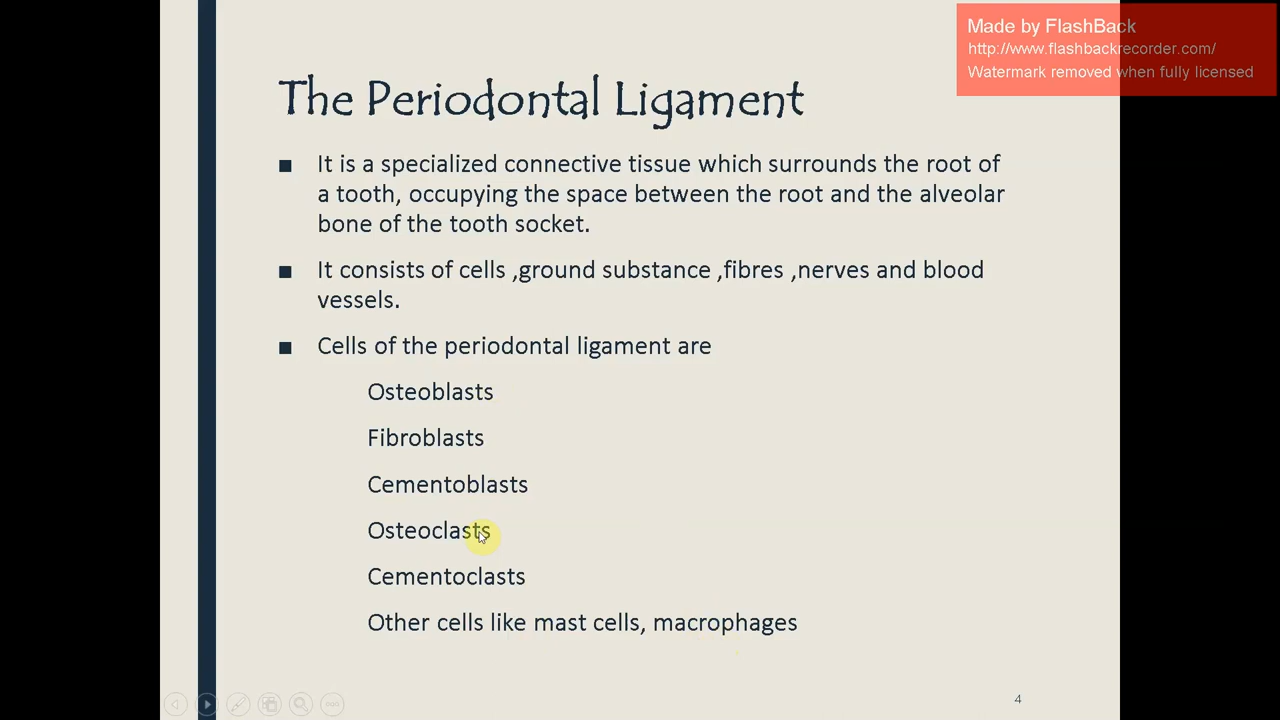 Made by FlashBack
http://www.flashbackrecorder.com/
Watermark removed when fully licensed
The Periodontal Ligament
■ It is a specialized connective tissue which surrounds the root of
a tooth, occupying the space between the root and the alveolar
bone of the tooth socket.
■ It consists of cells ,ground substance ,fibres ,nerves and blood
vessels.
■ Cells of the periodontal ligament are
Osteoblasts
Fibroblasts
Cementoblasts
Osteoclasts
Cementoclasts
Other cells like mast cells, macrophages
4